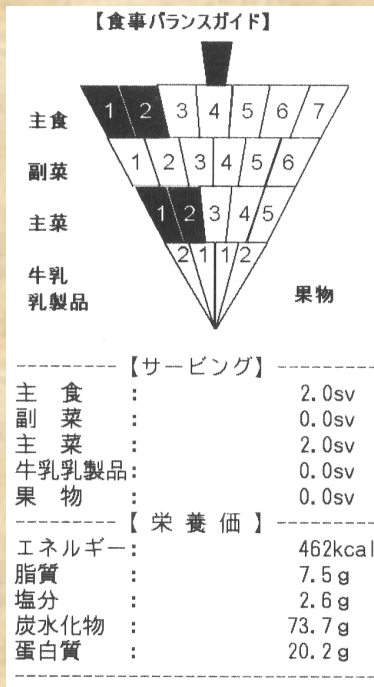 【食事バランスガイド】
主食 1 2 3 4 5 6 7
副菜 1 2 3 4 5 6
主菜 1 2 3 4 5
牛乳 乳製品 2 1 1 2 果物
--------- 【サービング】 ---------
主 食 : 2.0sv
副 菜 : 0.0sv
主 菜 : 2.0sv
牛乳乳製品: 0.0sv
果 物 : 0.0sv
--------- 【 栄 養 価 】 ---------
エネルギー: 462kcal
脂質 : 7.5g
塩分 : 2.6g
炭水化物 : 73.7g
蛋白質 : 20.2g